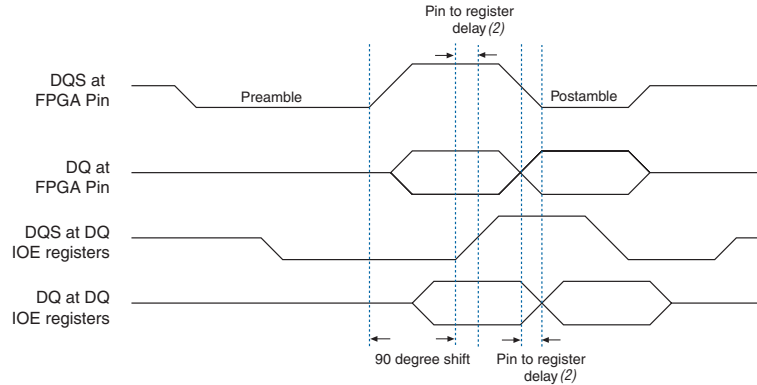 Pin to register
delay (2)
DQS at
FPGA Pin
Preamble
Postamble
DQ at
FPGA Pin
DQS at DQ
IOE registers
DQ at DQ
IOE registers
90 degree shift
Pin to register
delay (2)